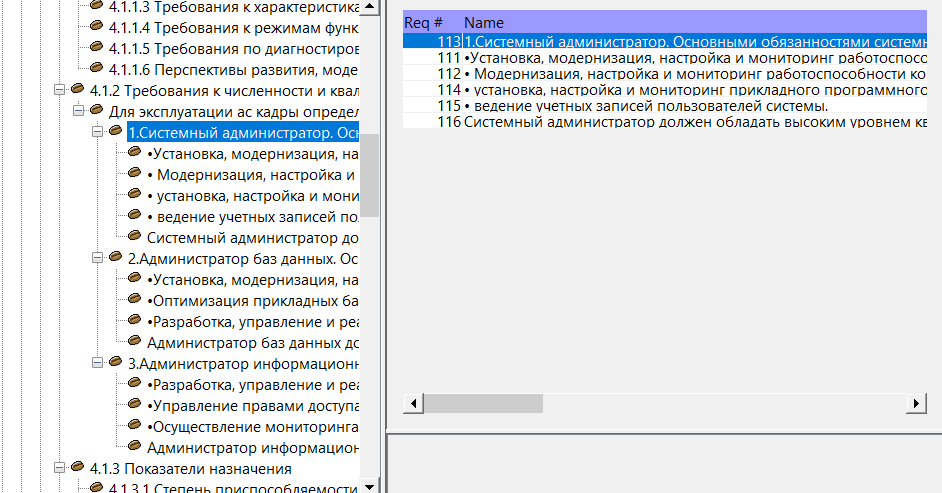 4.1.1.3 Требования к характеристика
4.1.1.4 Требования к режимам функ
4.1.1.5 Требования по диагностиров
4.1.1.6 Перспективы развития, моде
4.1.2 Требования к численности и квал
Для эксплуатации ас кадры определ
1.Системный администратор. Осн
•Установка, модернизация, на
• Модернизация, настройка и
• установка, настройка и мони
• ведение учетных записей пол
Системный администратор до
2.Администратор баз данных. Ос
•Установка, модернизация, на
•Оптимизация прикладных ба
•Разработка, управление и реа
Администратор баз данных дс
3.Администратор информационн
•Разработка, управление и реа
•Управление правами доступа
•Осуществление мониторинга
Администратор информацион
4.1.3 Показатели назначения
4.1.3.1 Степень приспособляемости
Req # Name
113 1.Системный администратор. Основными обязанностями системн
111 •Установка, модернизация, настройка и мониторинг работоспосо
112 • Модернизация, настройка и мониторинг работоспособности ко
114 • установка, настройка и мониторинг прикладного программного
115 • ведение учетных записей пользователей системы.
116 Системный администратор должен обладать высоким уровнем кв